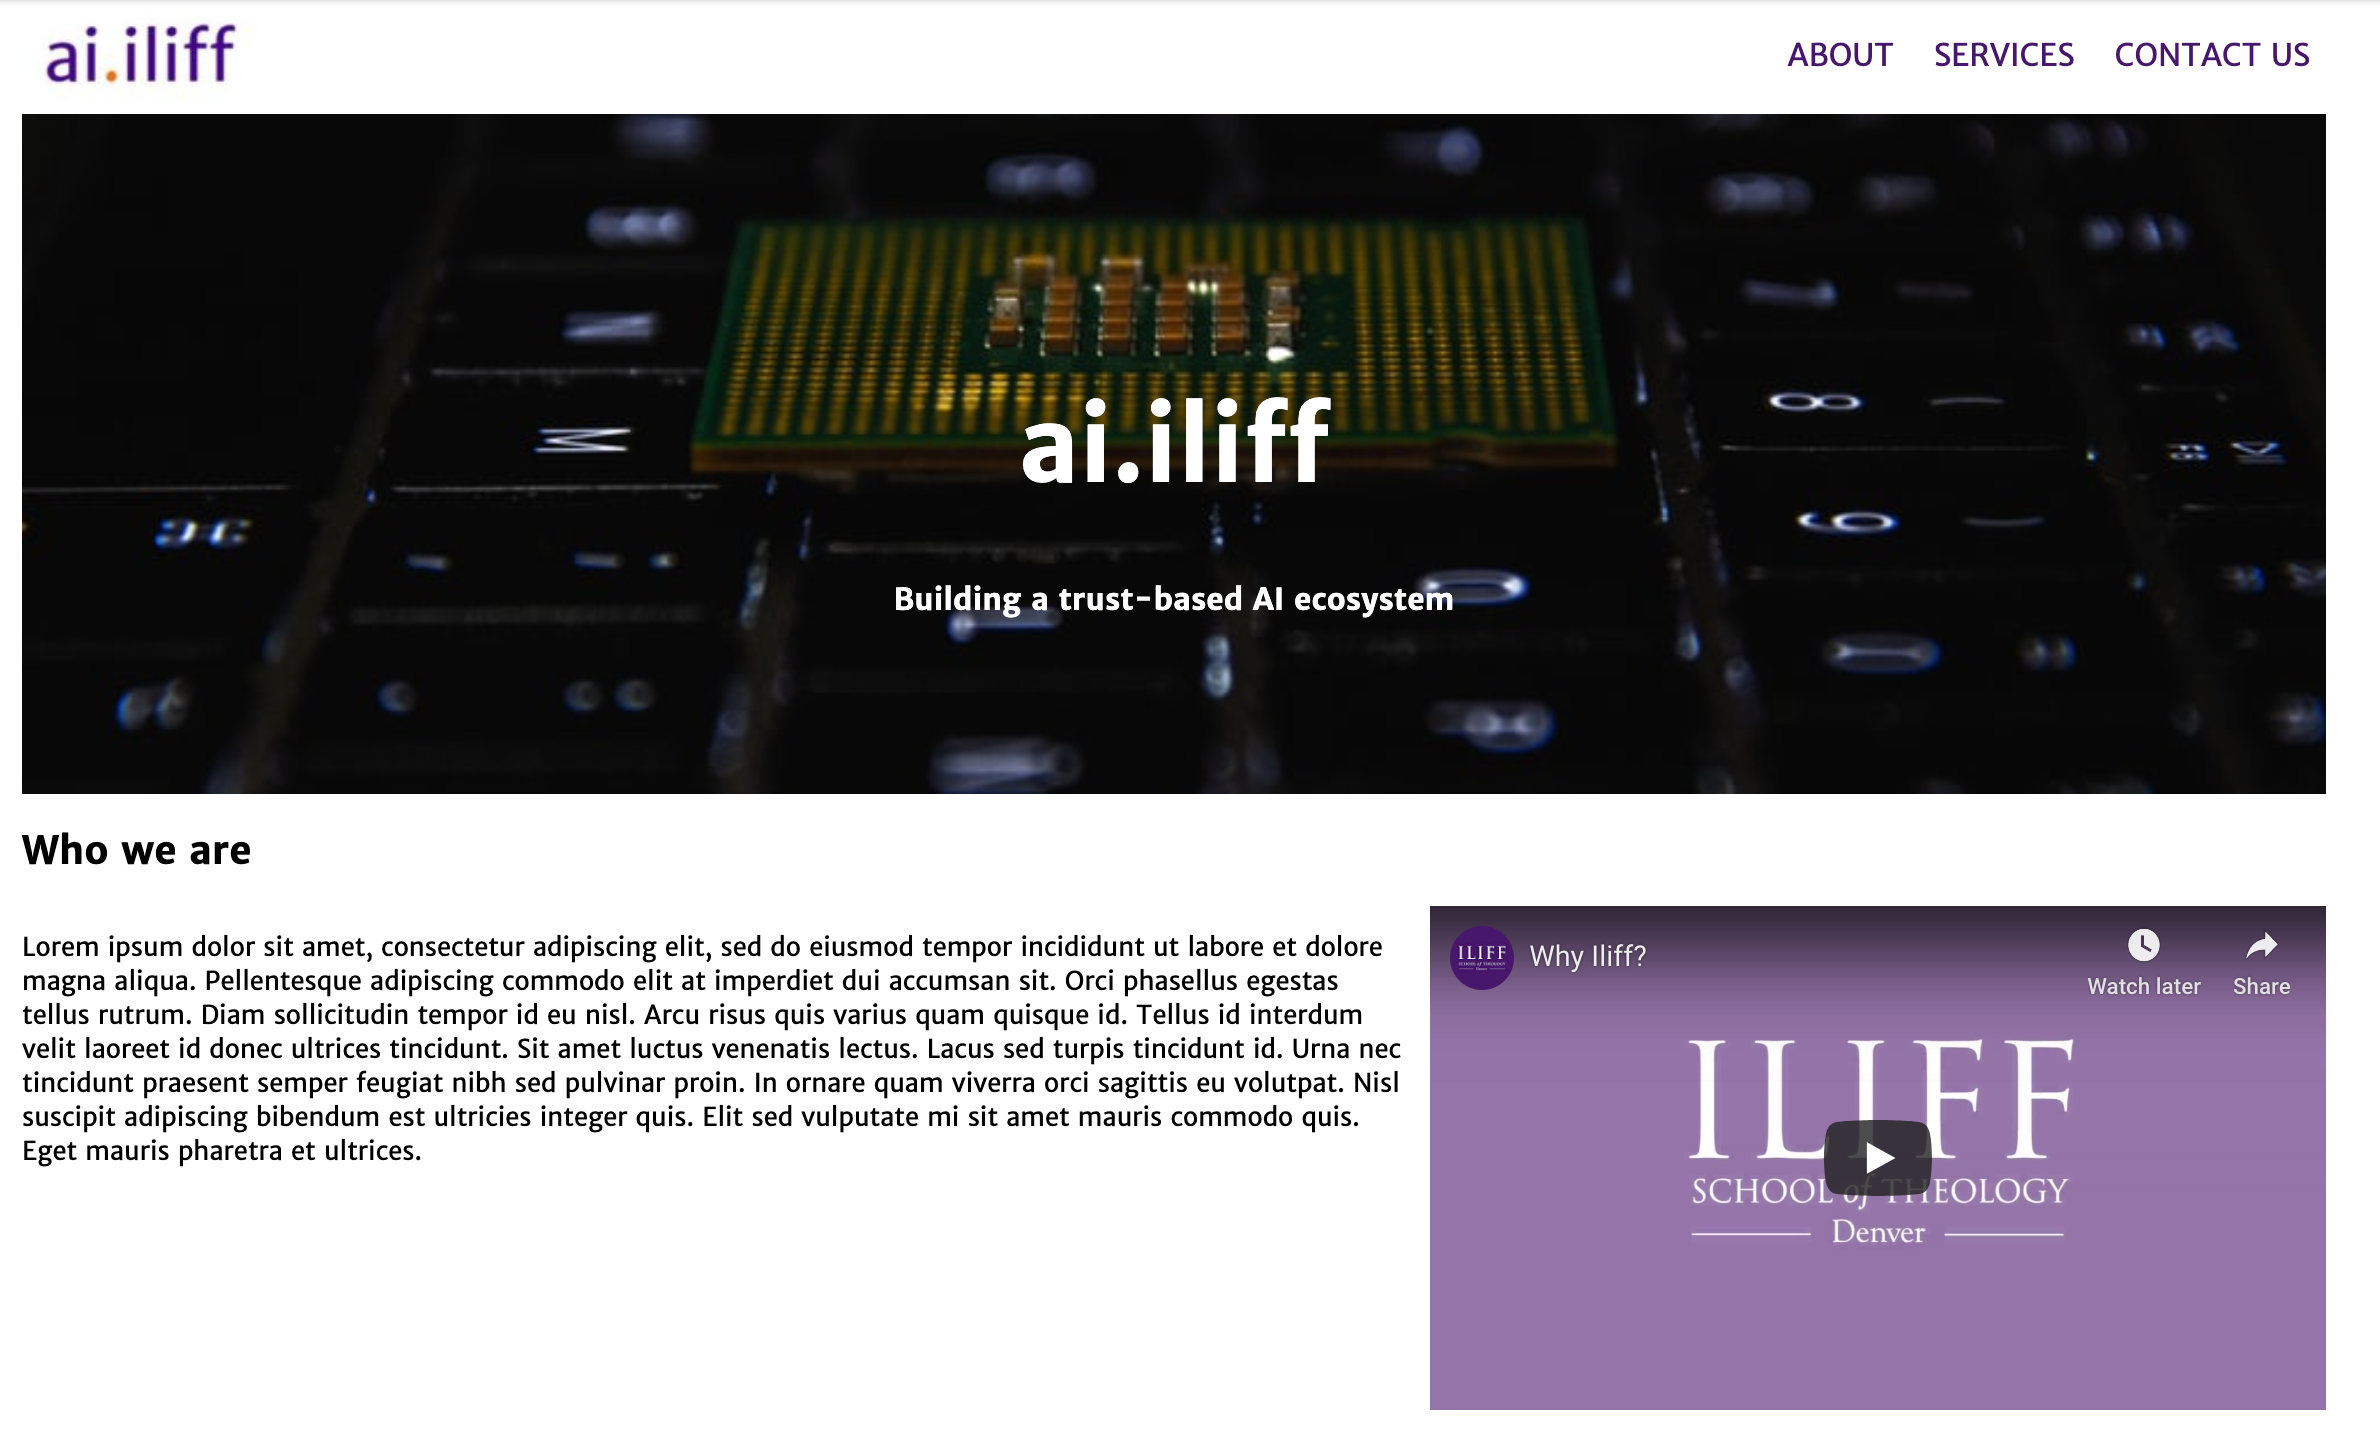 ai.iliff
ABOUT SERVICES CONTACT US
M
8
6
ai.iliff
Building a trust-based AI ecosystem
Who we are
Lorem ipsum dolor sit amet, consectetur adipiscing elit, sed do eiusmod tempor incididunt ut labore et dolore
magna aliqua. Pellentesque adipiscing commodo elit at imperdiet dui accumsan sit. Orci phasellus egestas
tellus rutrum. Diam sollicitudin tempor id eu nisl. Arcu risus quis varius quam quisque id. Tellus id interdum
velit laoreet id donec ultrices tincidunt. Sit amet luctus venenatis lectus. Lacus sed turpis tincidunt id. Urna nec
tincidunt praesent semper feugiat nibh sed pulvinar proin. In ornare quam viverra orci sagittis eu volutpat. Nisl
suscipit adipiscing bibendum est ultricies integer quis. Elit sed vulputate mi sit amet mauris commodo quis.
Eget mauris pharetra et ultrices.
ILIFF
Why Iliff?
Watch later
Share
ILIFF
SCHOOL of THEOLOGY
Denver